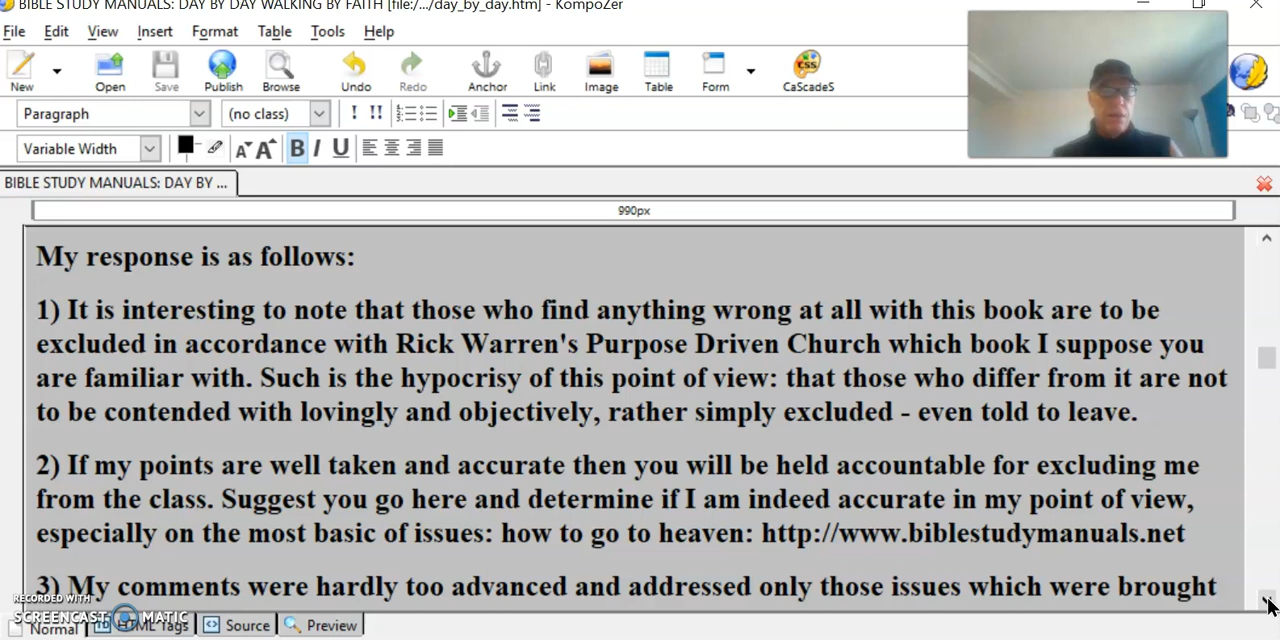 BIBLE STUDY MANUALS: DAY BY DAY WALKING BY FAITH [file:/.../day_by_day.htm] - KompoZer
File Edit View Insert Format Table Tools Help
New Open Save Publish Browse Undo Redo Anchor Link Image Table Form CaScadeS
Paragraph (no class) ! !!
Variable Width A A B I U
BIBLE STUDY MANUALS: DAY BY ...
990px
My response is as follows:
1) It is interesting to note that those who find anything wrong at all with this book are to be
excluded in accordance with Rick Warren's Purpose Driven Church which book I suppose you
are familiar with. Such is the hypocrisy of this point of view: that those who differ from it are not
to be contended with lovingly and objectively, rather simply excluded - even told to leave.
2) If my points are well taken and accurate then you will be held accountable for excluding me
from the class. Suggest you go here and determine if I am indeed accurate in my point of view,
especially on the most basic of issues: how to go to heaven: http://www.biblestudymanuals.net
3) My comments were hardly too advanced and addressed only those issues which were brought
RECORDED WITH
SCREENCAST MATIC
Normal HTML Tags Source Preview